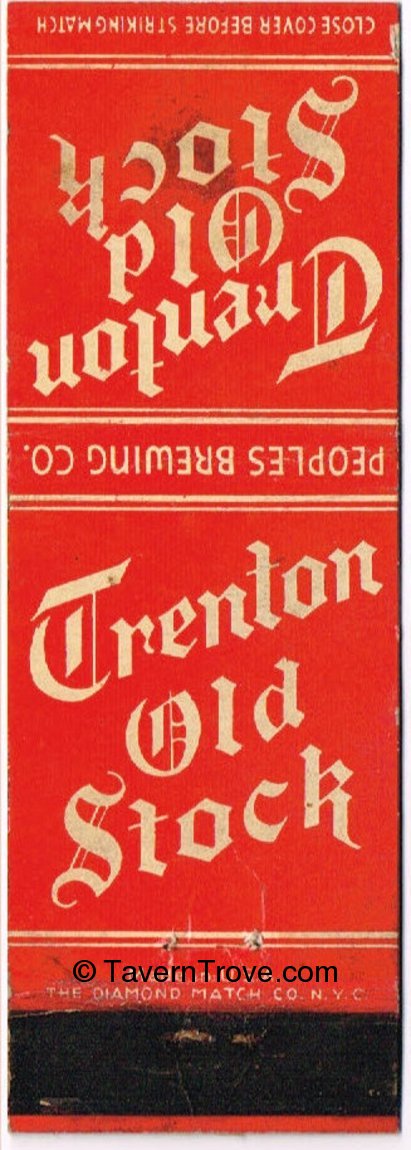 CLOSE COVER BEFORE STRIKING MATCH
Trenton
Old
Stock
PEOPLES BREWING CO.
Trenton
Old
Stock
© TavernTrove.com
THE DIAMOND MATCH CO. N.Y.C.